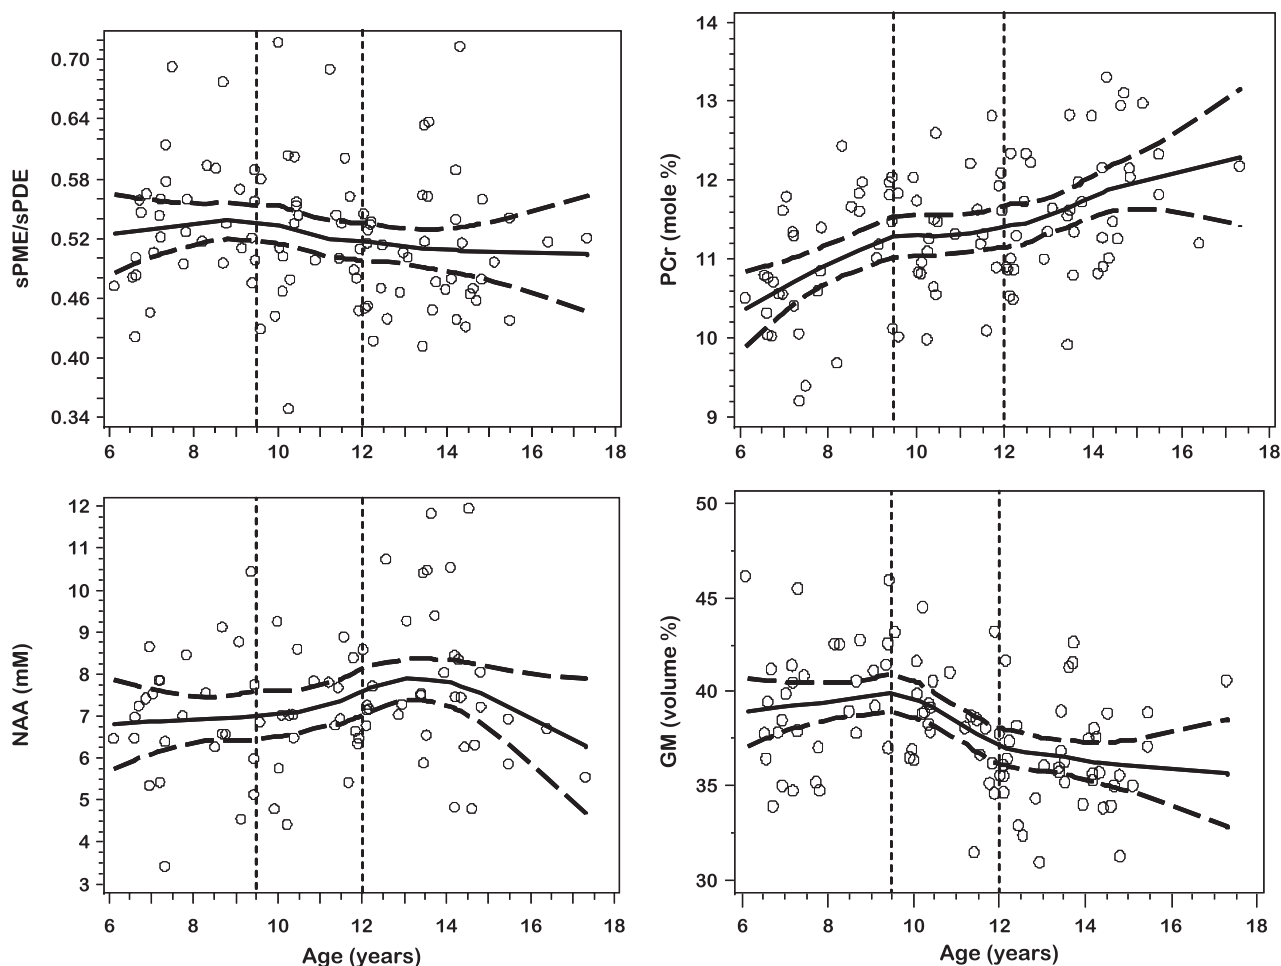 sPME/sPDE
0.70
0.64
0.58
0.52
0.46
0.40
0.34
6 8 10 12 14 16 18
PCr (mole %)
14
13
12
11
10
9
6 8 10 12 14 16 18
NAA (mM)
12
11
10
9
8
7
6
5
4
3
6 8 10 12 14 16 18
Age (years)
GM (volume %)
50
45
40
35
30
6 8 10 12 14 16 18
Age (years)